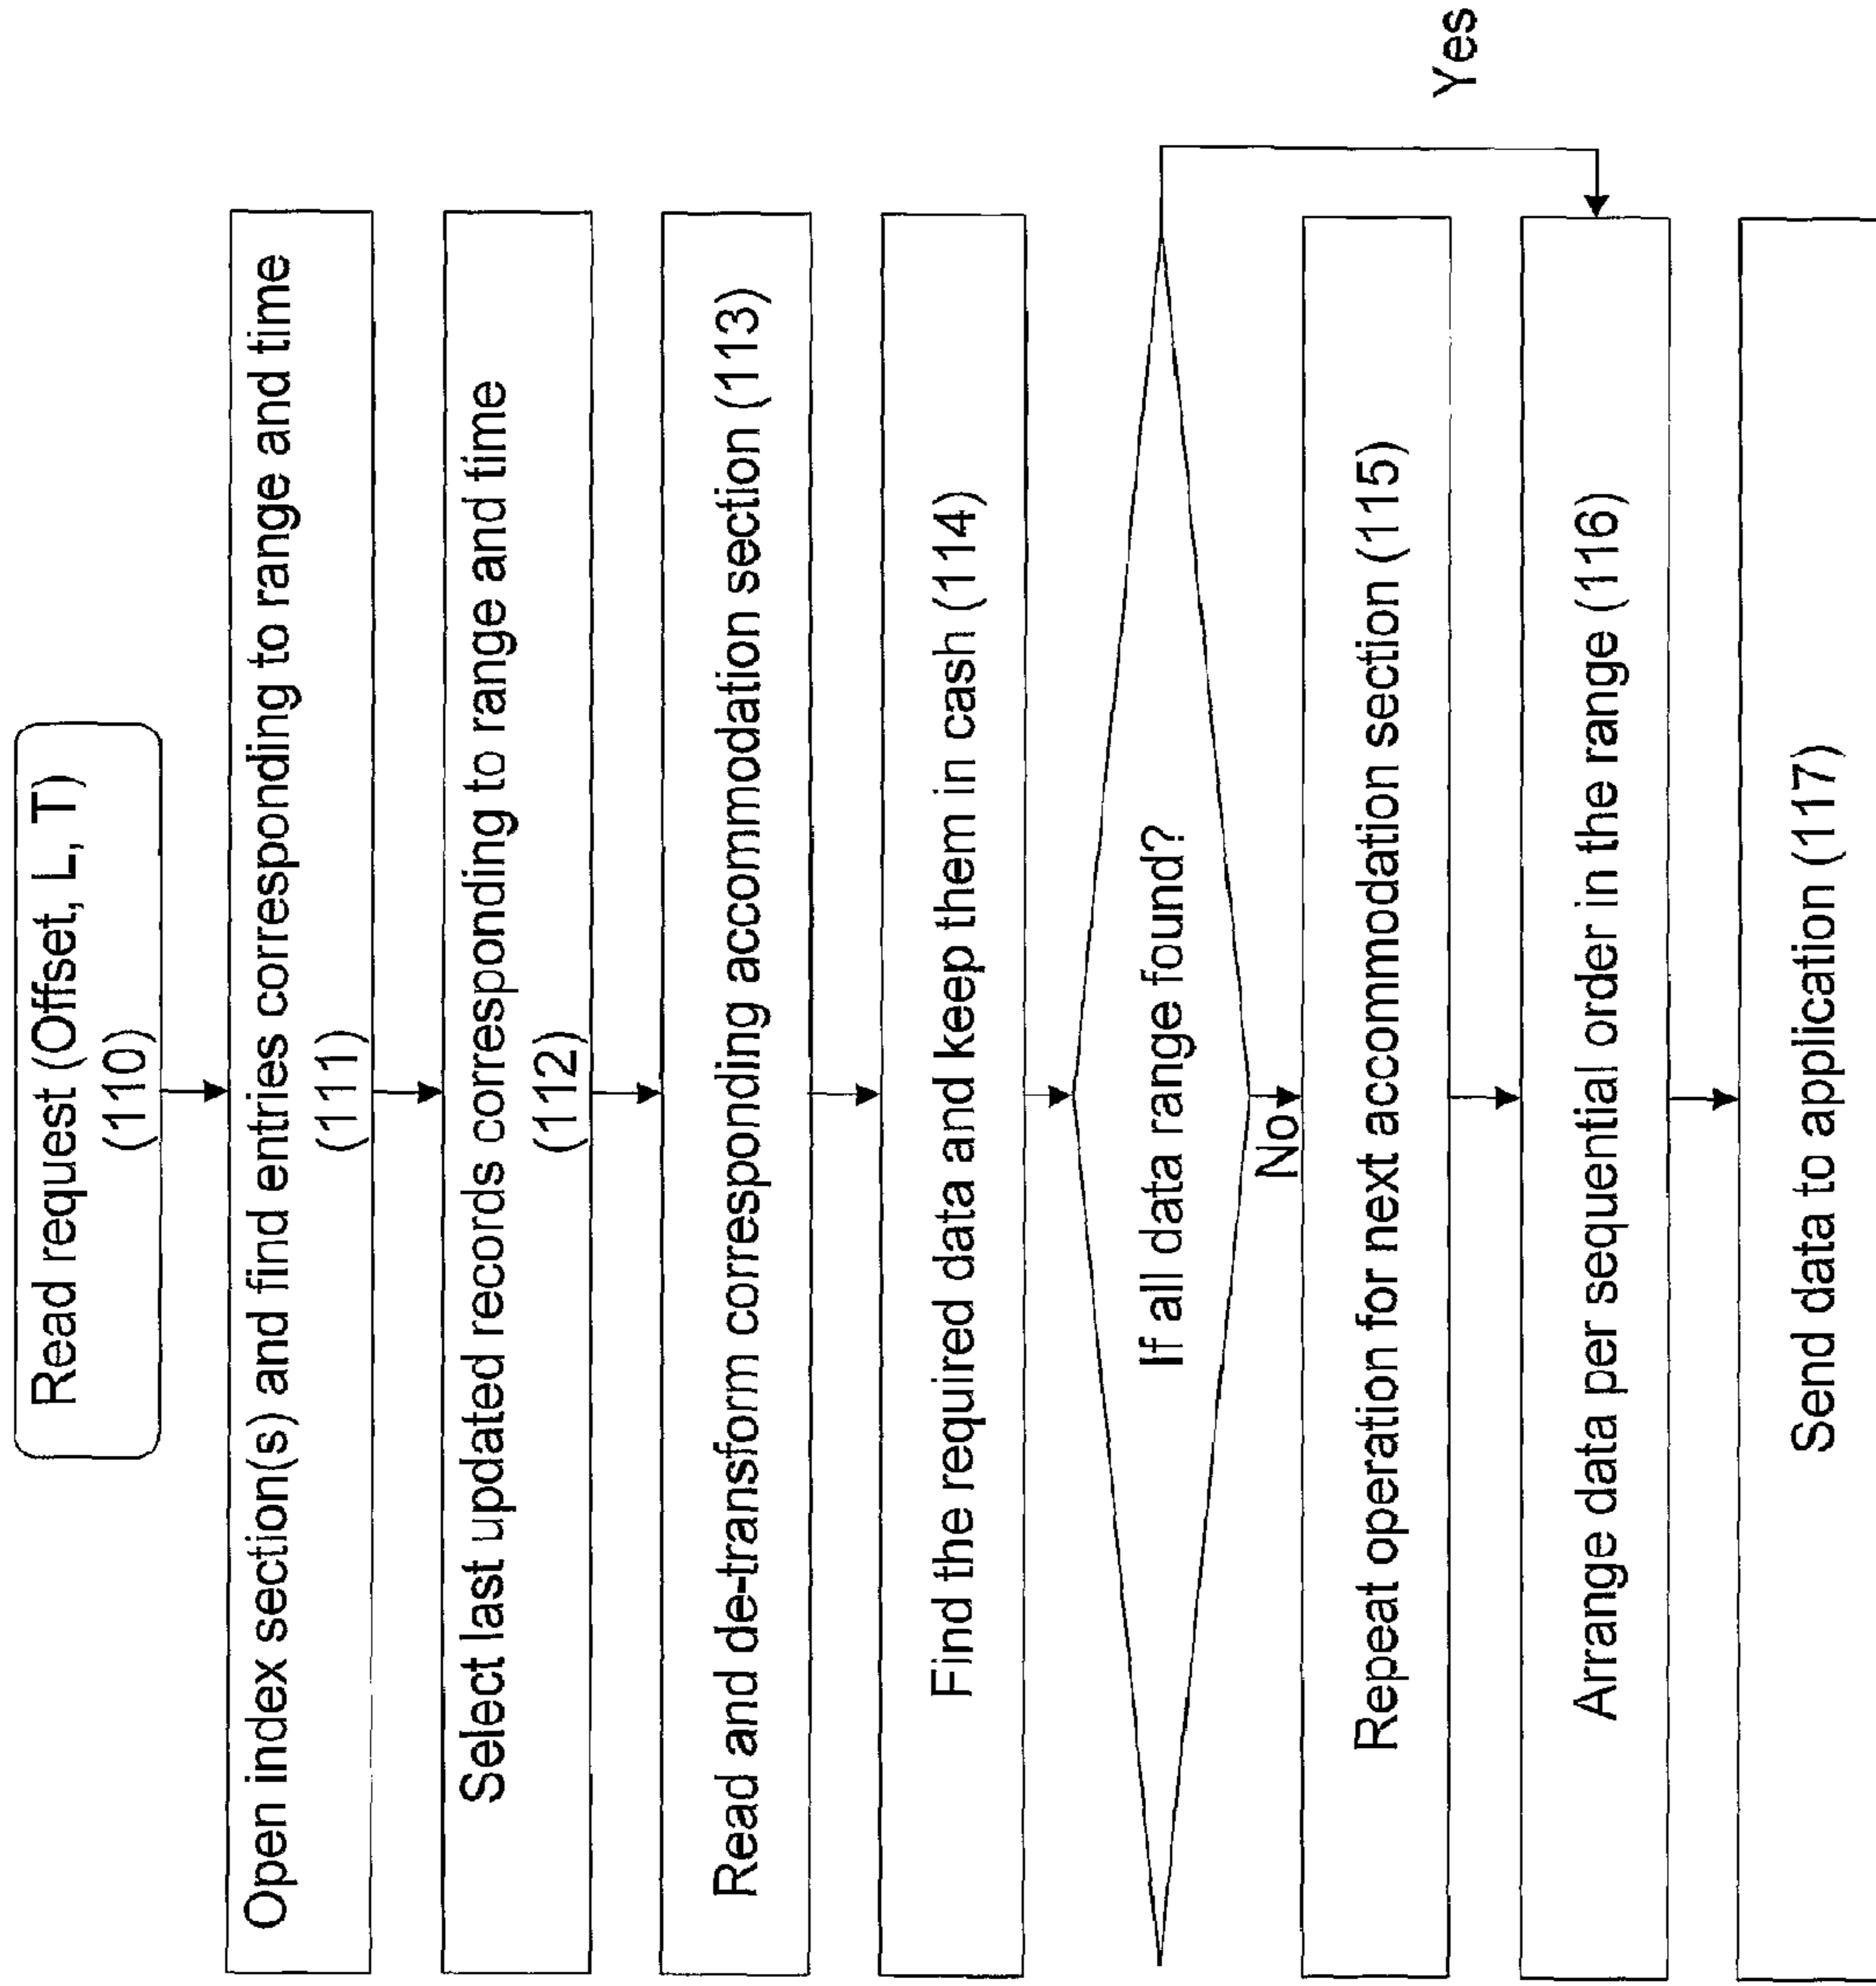 Read request (Offset, L, T)
(110)
Open index section(s) and find entries corresponding to range and time
(111)
Select last updated records corresponding to range and time
(112)
Read and de-transform corresponding accommodation section (113)
Find the required data and keep them in cash (114)
If all data range found?
Yes
No
Repeat operation for next accommodation section (115)
Arrange data per sequential order in the range (116)
Send data to application (117)